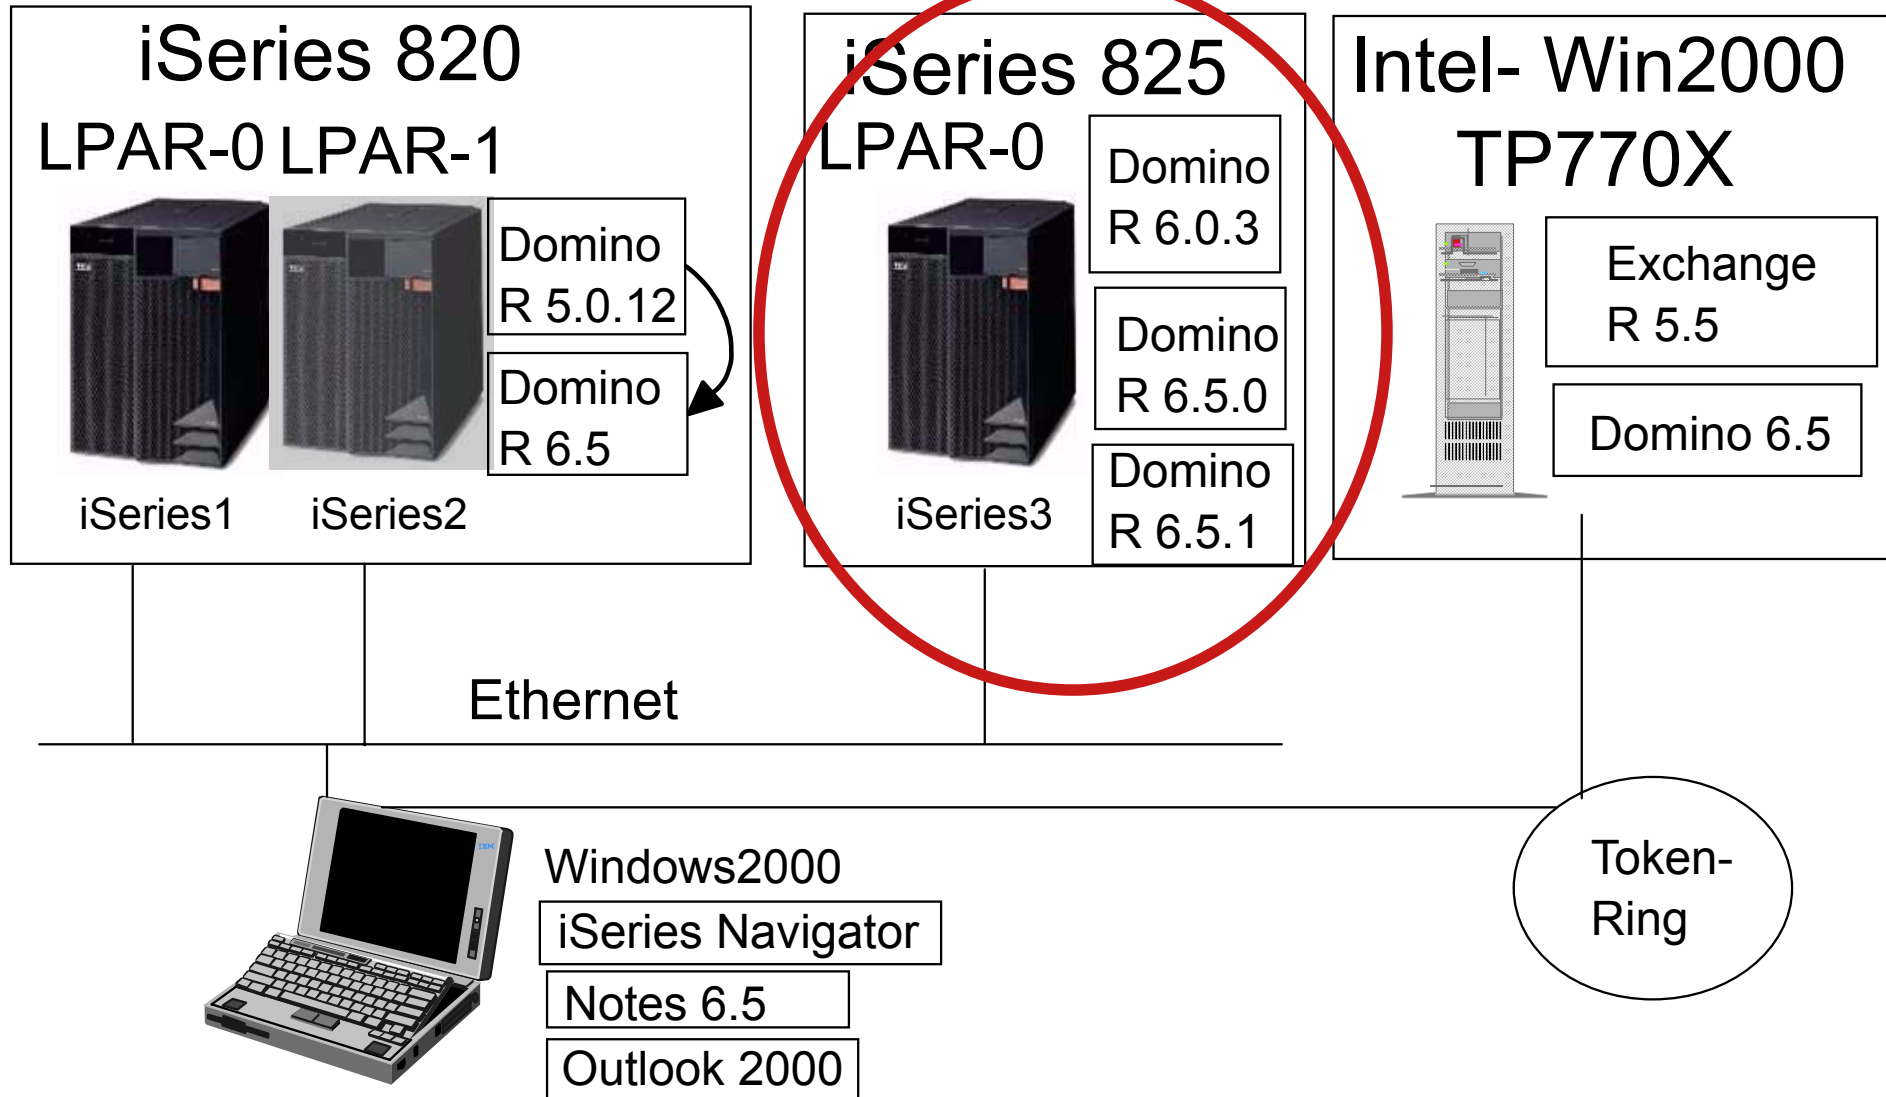 iSeries 820
LPAR-0 LPAR-1
Domino
R 5.0.12
Domino
R 6.5
iSeries1
iSeries2
iSeries 825
LPAR-0
Domino
R 6.0.3
Domino
R 6.5.0
Domino
R 6.5.1
iSeries3
Intel- Win2000
TP770X
Exchange
R 5.5
Domino 6.5
Ethernet
IBM
Windows2000
iSeries Navigator
Notes 6.5
Outlook 2000
Token-
Ring